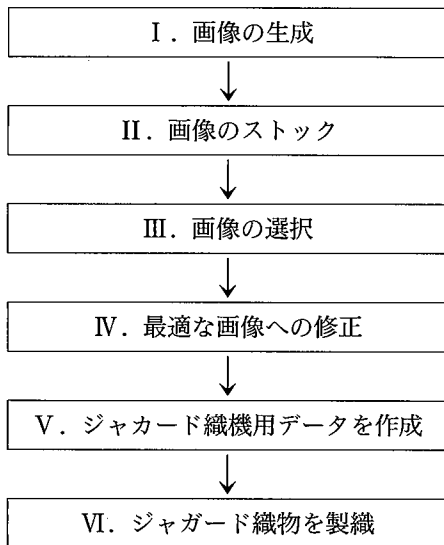 Ⅰ．画像の生成
Ⅱ．画像のストック
Ⅲ．画像の選択
Ⅳ．最適な画像への修正
Ⅴ．ジャカード織機用データを作成
Ⅵ．ジャガード織物を製織